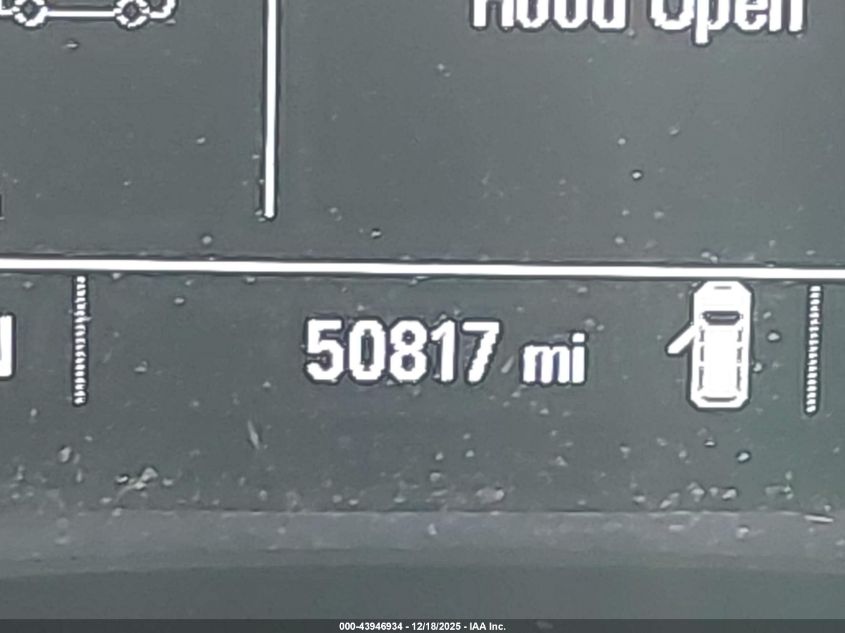 Hood Open
50817 mi
000-43946934 - 12/18/2025 - IAA Inc.